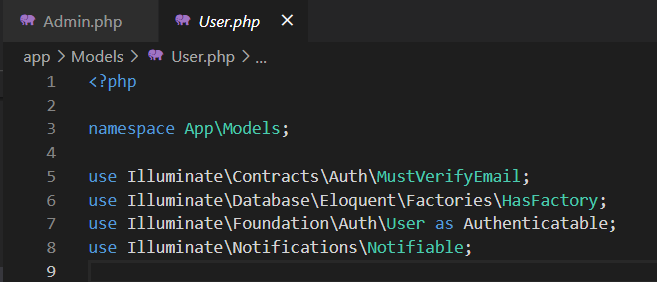 Admin.php
User.php ×
app > Models > User.php > ...
1 <?php
2
3 namespace App\Models;
4
5 use Illuminate\Contracts\Auth\MustVerifyEmail;
6 use Illuminate\Database\Eloquent\Factories\HasFactory;
7 use Illuminate\Foundation\Auth\User as Authenticatable;
8 use Illuminate\Notifications\Notifiable;
9